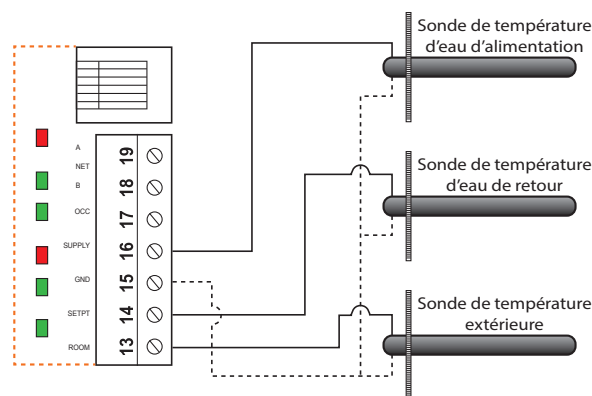 Sonde de température
d'eau d'alimentation
A
19
NET
B
18
Sonde de température
d'eau de retour
OCC
17
SUPPLY
16
GND
15
Sonde de température
extérieure
SETPT
14
ROOM
13